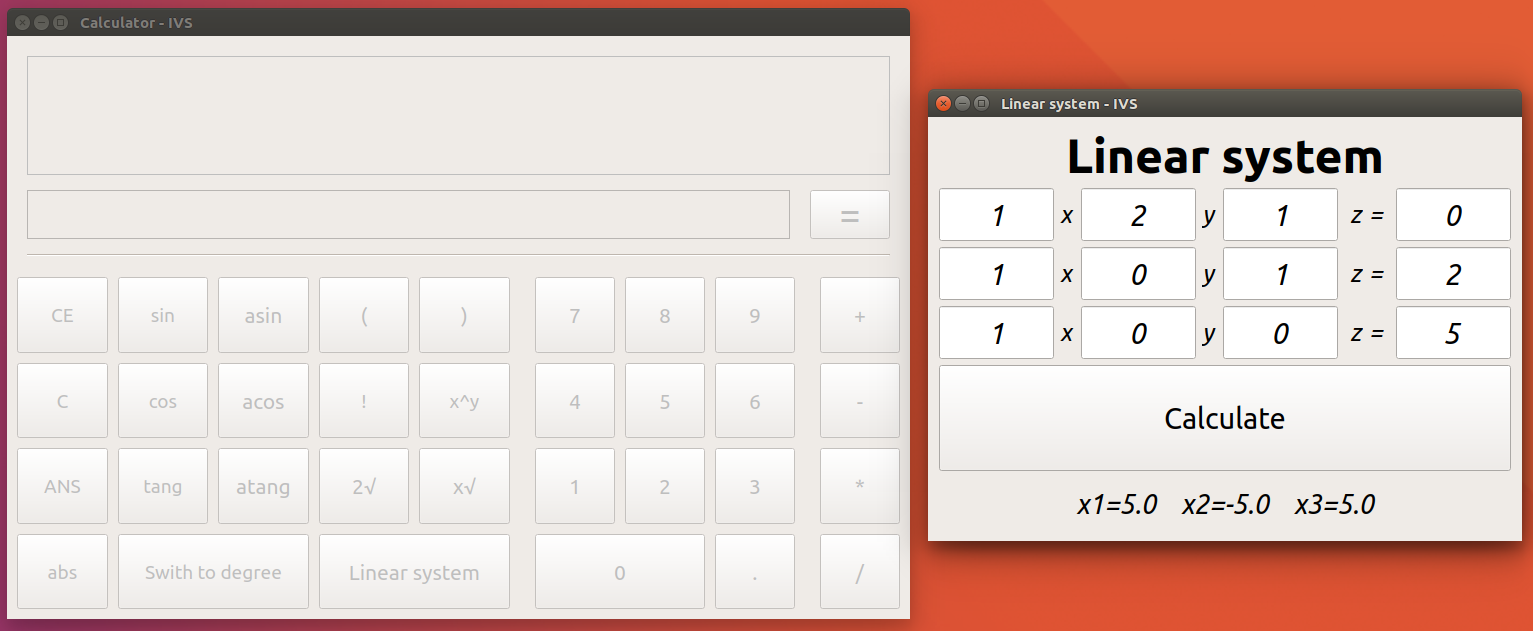 Calculator - IVS
=
CE sin asin ( ) 7 8 9 +
C cos acos ! x^y 4 5 6 -
ANS tang atang 2√ x√ 1 2 3 *
abs Swith to degree Linear system 0 . /
Linear system - IVS
Linear system
1 x 2 y 1 z = 0
1 x 0 y 1 z = 2
1 x 0 y 0 z = 5
Calculate
x1=5.0 x2=-5.0 x3=5.0